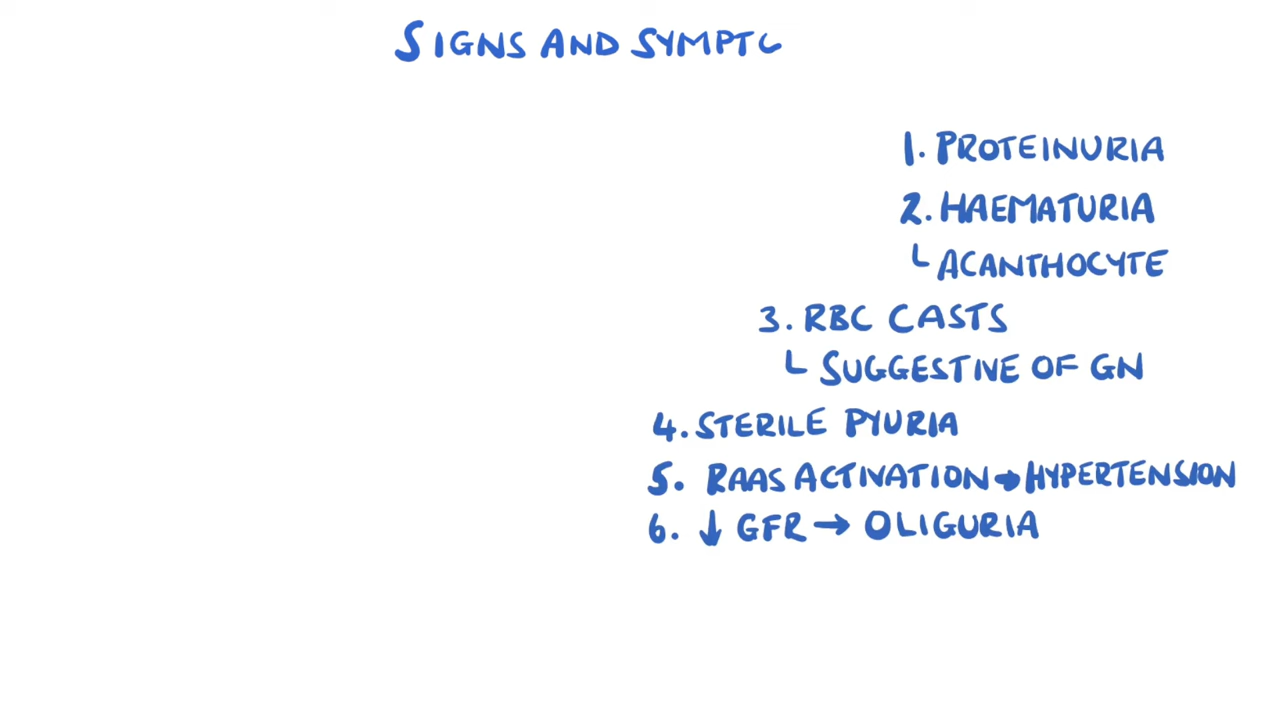 SIGNS AND SYMPTO
1. PROTEINURIA
2. HAEMATURIA
└ ACANTHOCYTE
3. RBC CASTS
└ SUGGESTIVE OF GN
4. STERILE PYURIA
5. RAAS ACTIVATION → HYPERTENSION
6. ↓ GFR → OLIGURIA